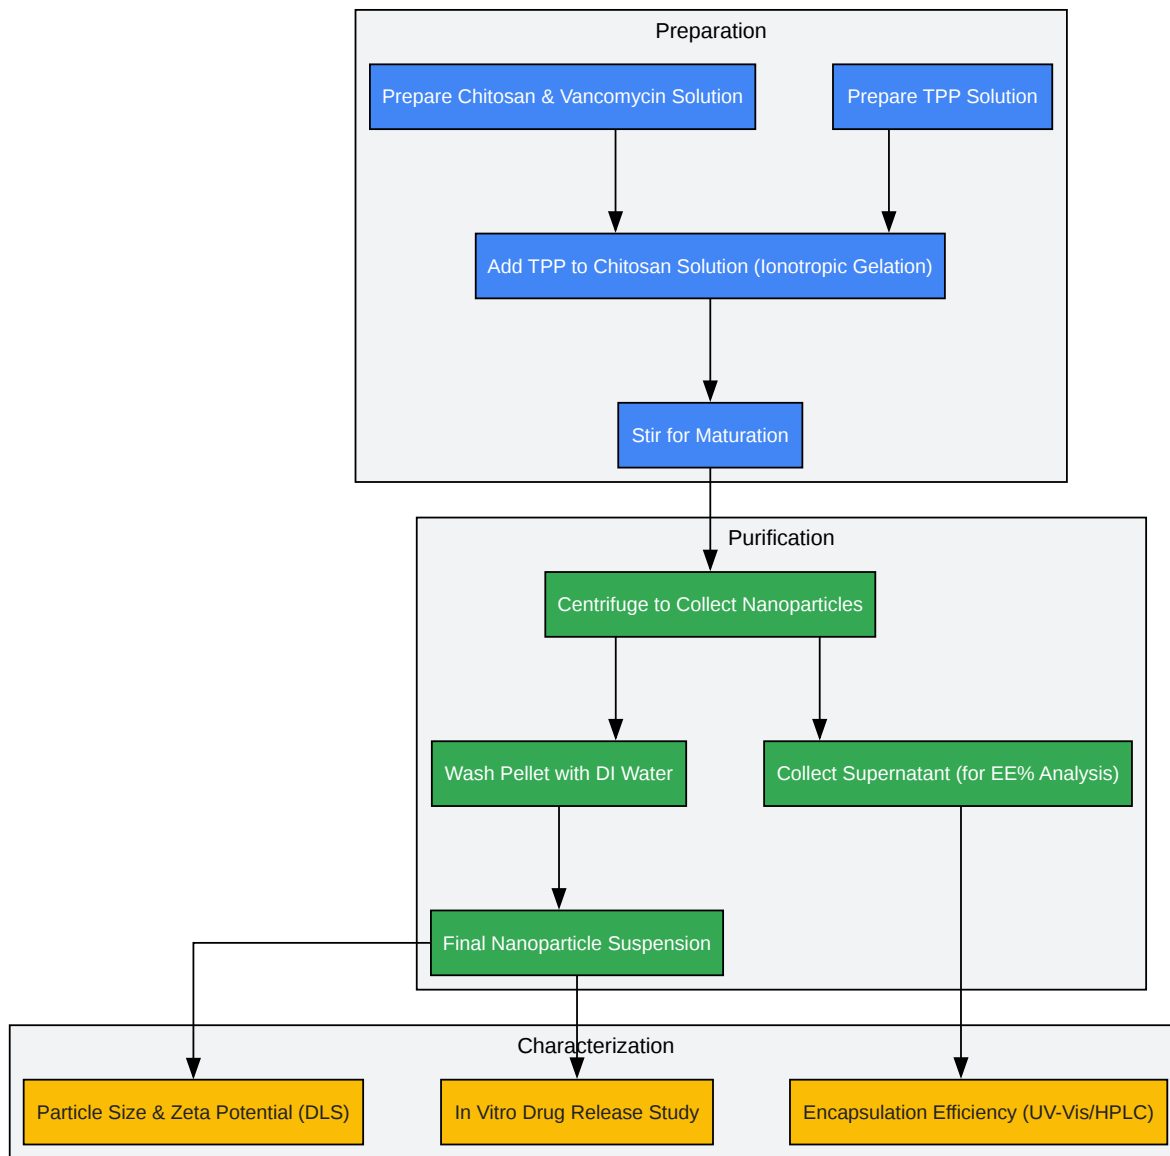 Preparation
Prepare Chitosan & Vancomycin Solution
Prepare TPP Solution
Add TPP to Chitosan Solution (Ionotropic Gelation)
Stir for Maturation
Purification
Centrifuge to Collect Nanoparticles
Wash Pellet with DI Water
Collect Supernatant (for EE% Analysis)
Final Nanoparticle Suspension
Characterization
Particle Size & Zeta Potential (DLS)
In Vitro Drug Release Study
Encapsulation Efficiency (UV-Vis/HPLC)